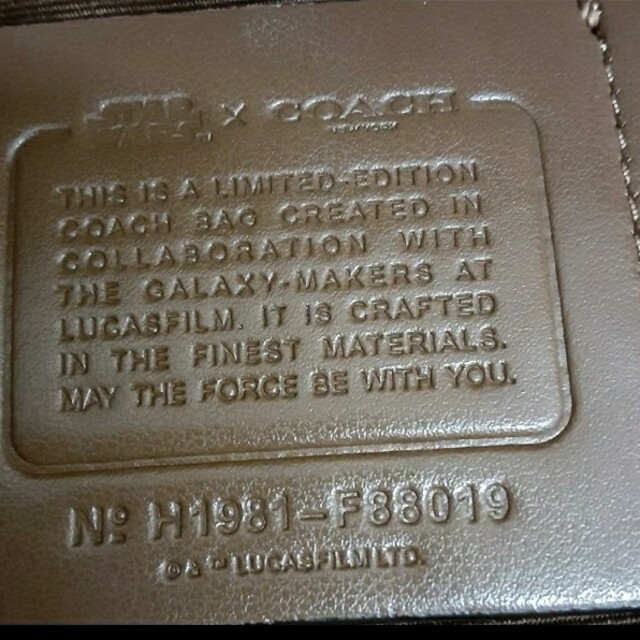 STAR WARS X COACH
NEW YORK
THIS IS A LIMITED-EDITION
COACH BAG CREATED IN
COLLABORATION WITH
THE GALAXY-MAKERS AT
LUCASFILM. IT IS CRAFTED
IN THE FINEST MATERIALS.
MAY THE FORCE BE WITH YOU.
Nº H1981-F88019
© & ™ LUCASFILM LTD.